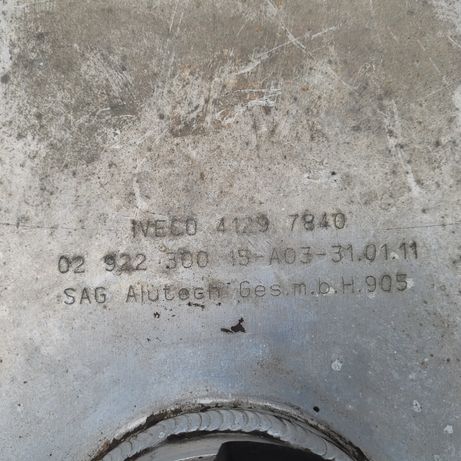 IVECO 4129 7840
02 922 300 15-A03-31.01.11
SAG Alutech Ges.m.b.H.905